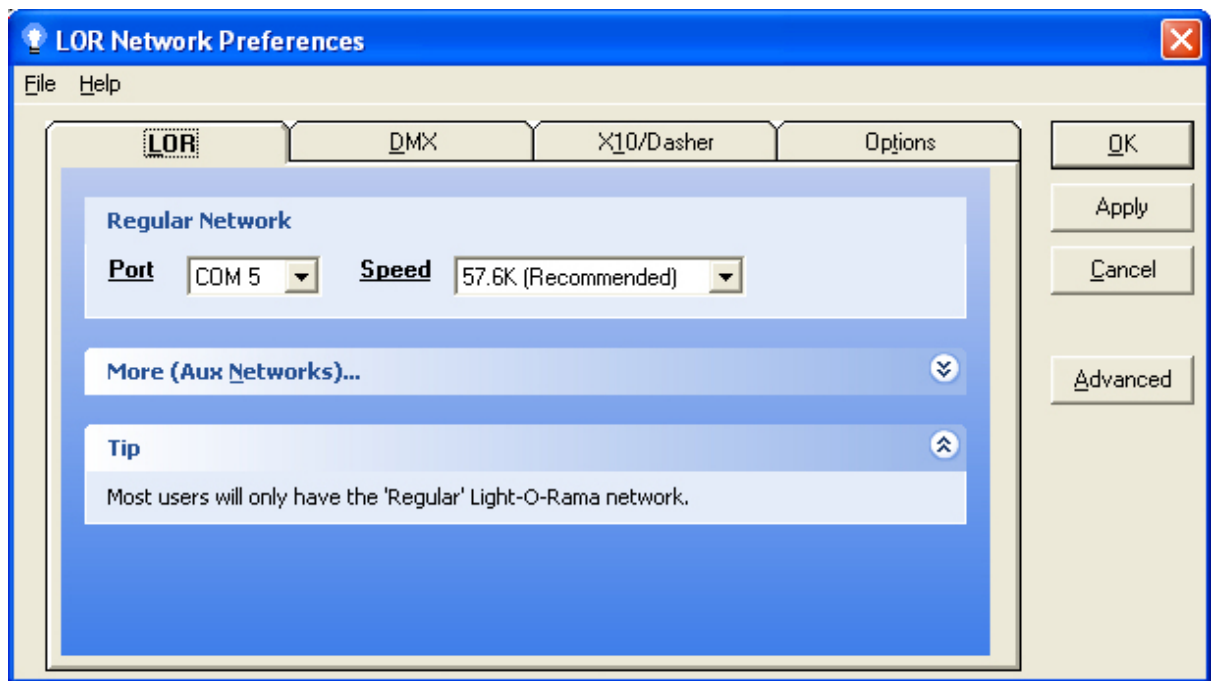 LOR Network Preferences
File Help
LOR DMX X10/Dasher Options
OK
Apply
Cancel
Advanced
Regular Network
Port COM 5 Speed 57.6K (Recommended)
More (Aux Networks)...
Tip
Most users will only have the 'Regular' Light-O-Rama network.